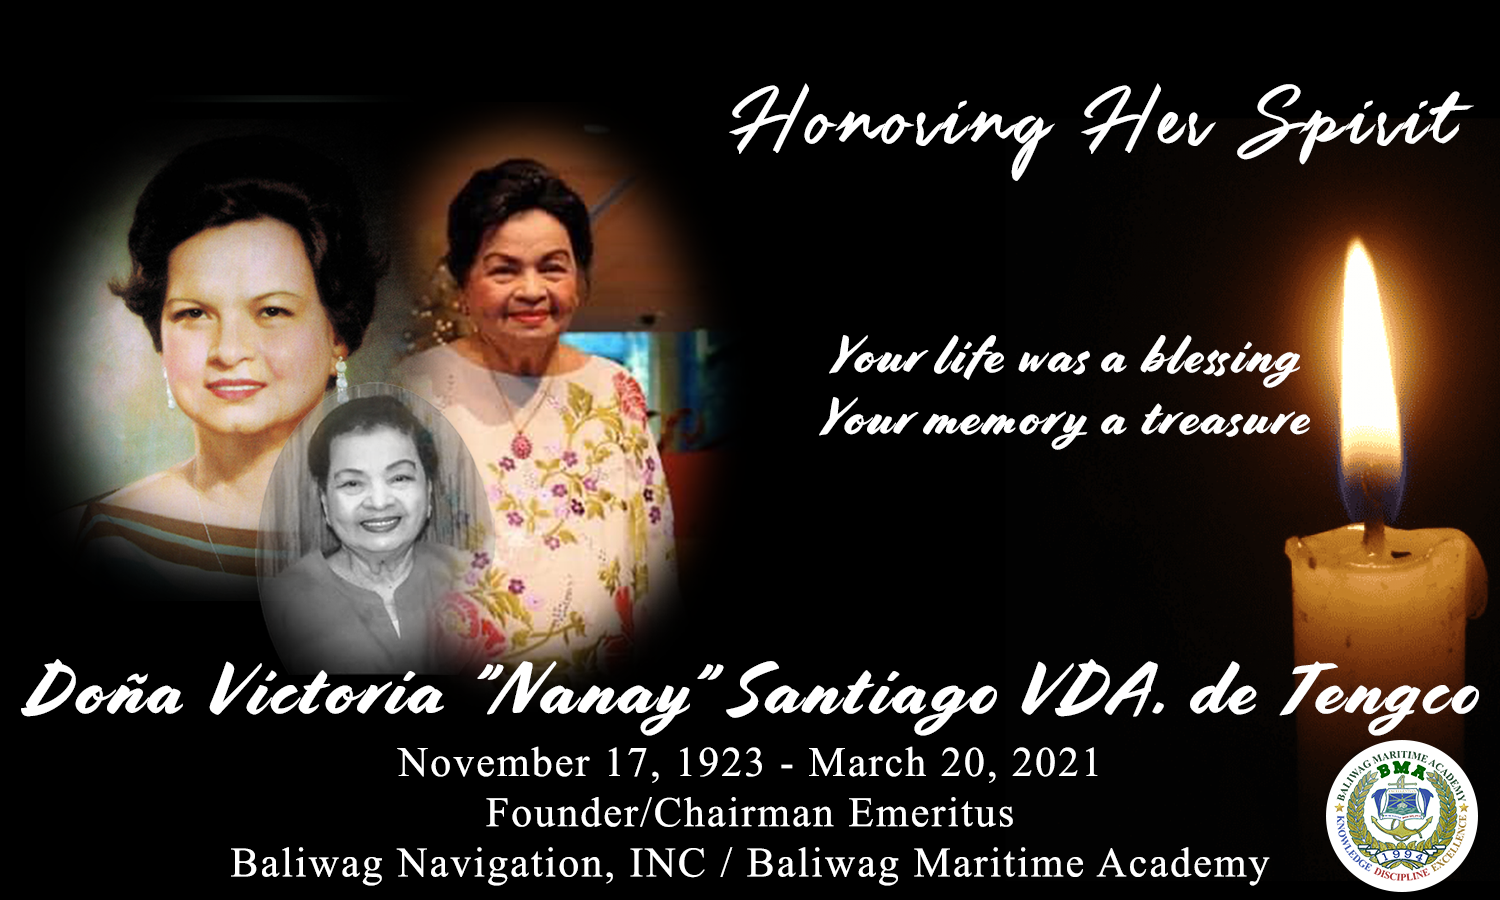 Honoring Her Spirit
Your life was a blessing
Your memory a treasure
Doña Victoria "Nanay" Santiago VDA. de Tengco
November 17, 1923 - March 20, 2021
Founder/Chairman Emeritus
Baliwag Navigation, INC / Baliwag Maritime Academy
BALIWAG MARITIME ACADEMY
BMA
1994
KNOWLEDGE DISCIPLINE EXCELLENCE